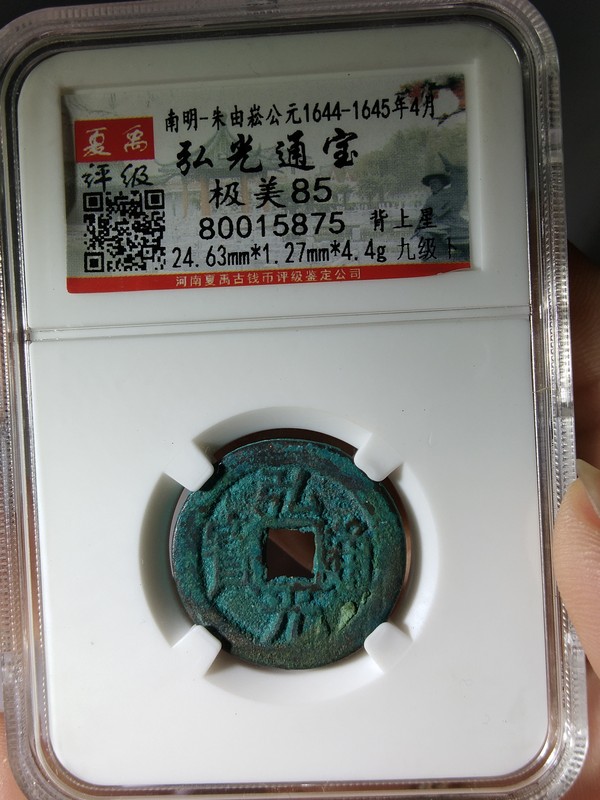 南明-朱由崧公元1644-1645年4月
夏禹
评级
弘光通宝
极美85
80015875 背上星
24.63mm*1.27mm*4.4g 九级
河南夏禹古钱币评级鉴定公司
弘
寶 通
光